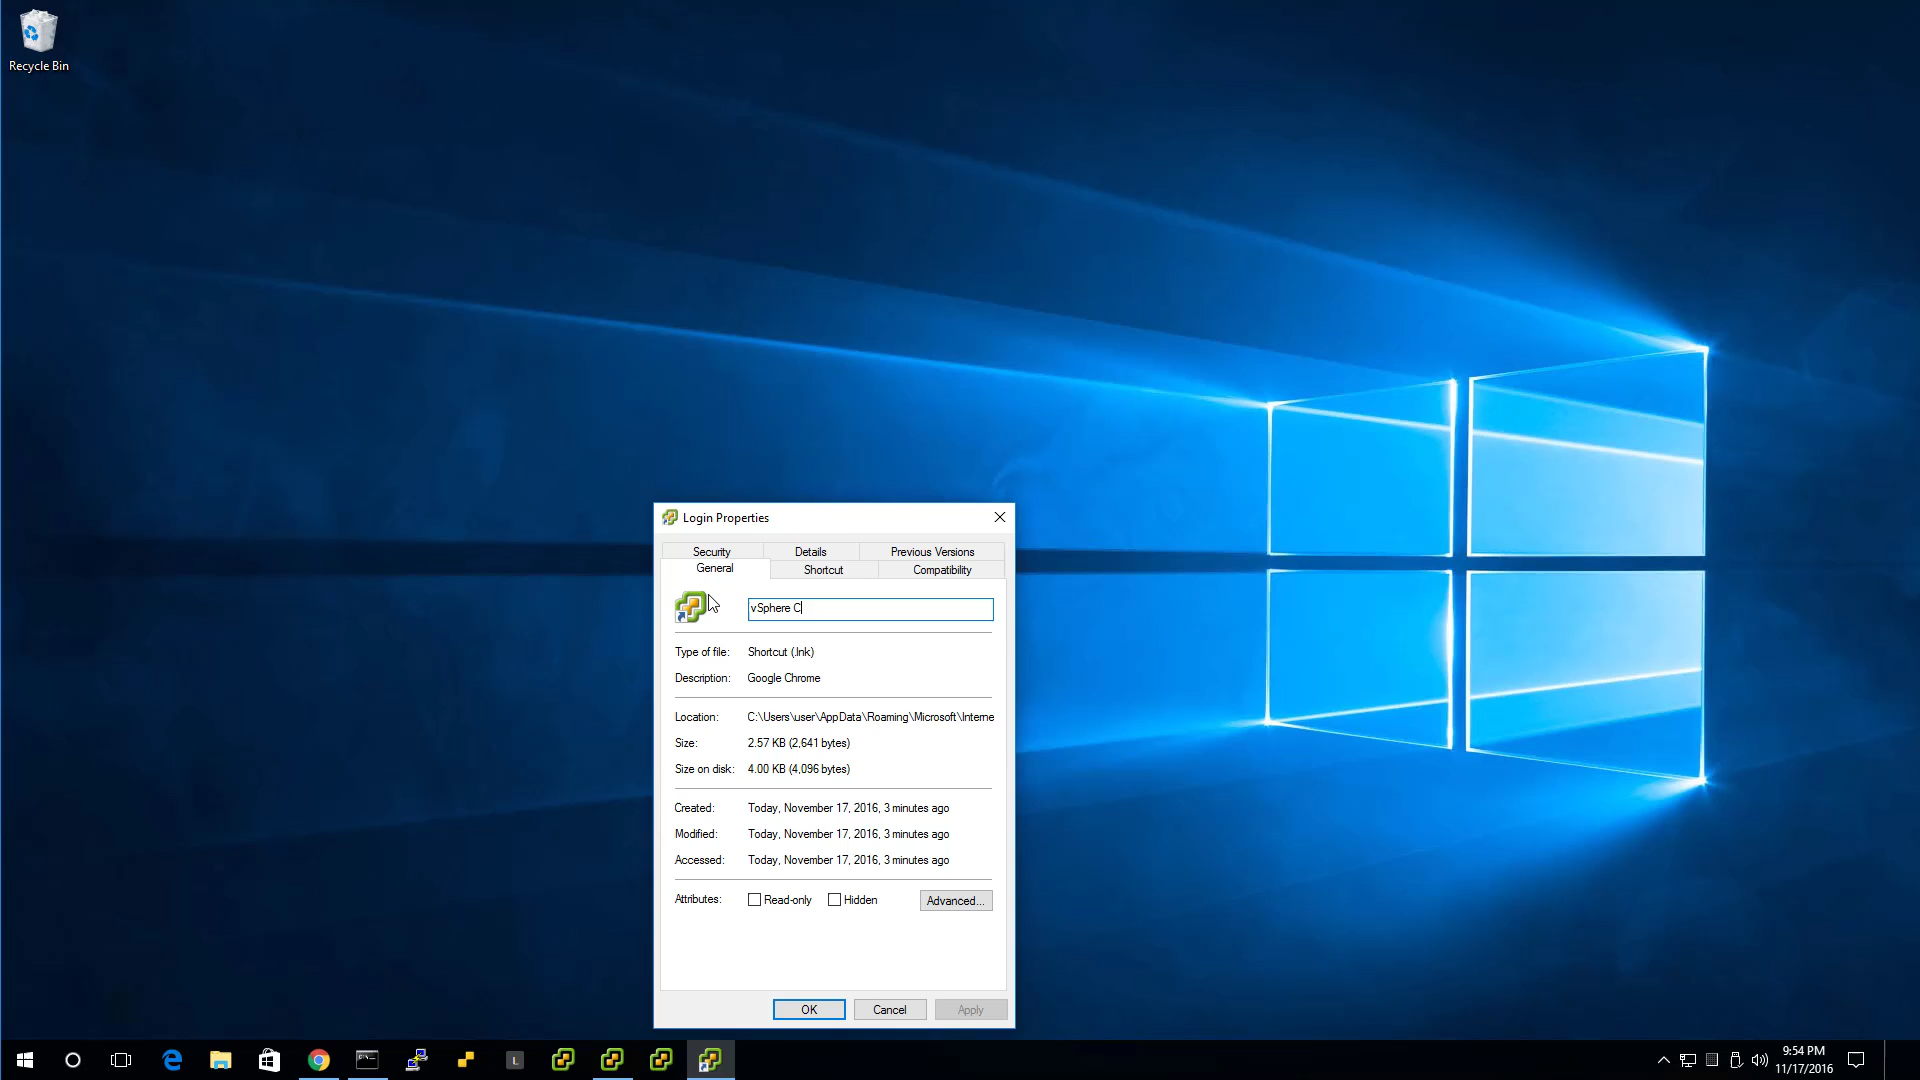 Recycle Bin
Login Properties
Security
Details
Previous Versions
General
Shortcut
Compatibility
vSphere C
Type of file: Shortcut (.lnk)
Description: Google Chrome
Location: C:\Users\user\AppData\Roaming\Microsoft\Interne
Size: 2.57 KB (2,641 bytes)
Size on disk: 4.00 KB (4,096 bytes)
Created: Today, November 17, 2016, 3 minutes ago
Modified: Today, November 17, 2016, 3 minutes ago
Accessed: Today, November 17, 2016, 3 minutes ago
Attributes: Read-only Hidden Advanced...
OK Cancel Apply
L
9:54 PM
11/17/2016